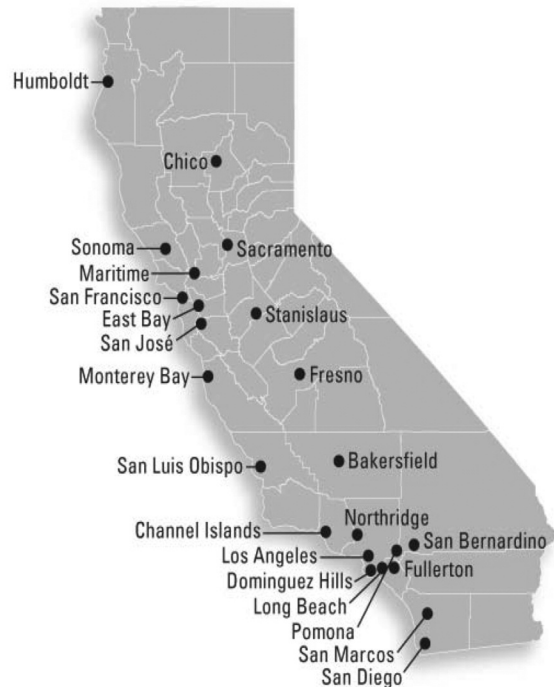 Humboldt
Chico
Sonoma
Sacramento
Maritime
San Francisco
East Bay
Stanislaus
San José
Monterey Bay
Fresno
Bakersfield
San Luis Obispo
Northridge
Channel Islands
San Bernardino
Los Angeles
Fullerton
Dominguez Hills
Long Beach
Pomona
San Marcos
San Diego